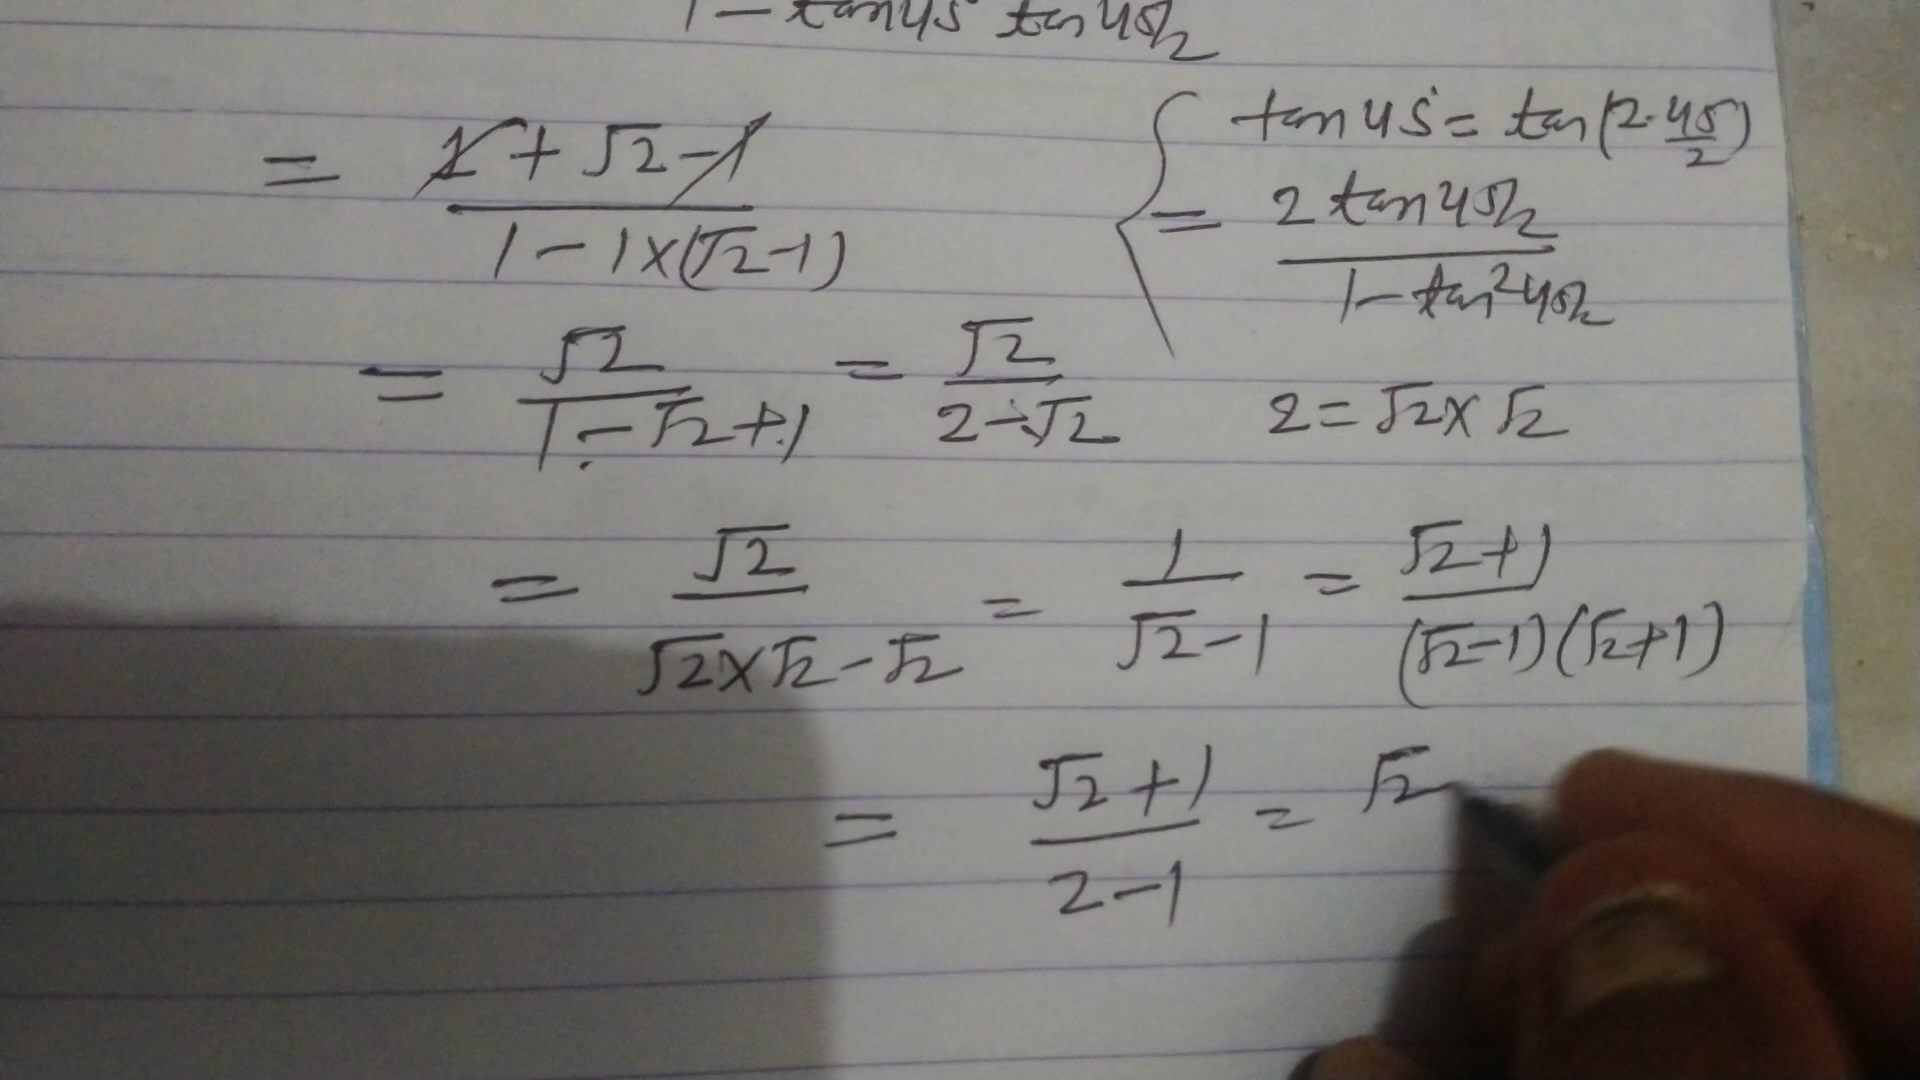 1 - tan45 tan45/2
= 1 + √2 - 1 / 1 - 1×(√2-1)
{ tan45° = tan(2·45/2)
= 2 tan45/2 / 1 - tan²45/2
= √2 / 1 - √2 + 1 = √2 / 2 - √2
2 = √2 × √2
= √2 / √2×√2 - √2 = 1 / √2 - 1 = √2+1 / (√2-1)(√2+1)
= √2+1 / 2-1 = √2